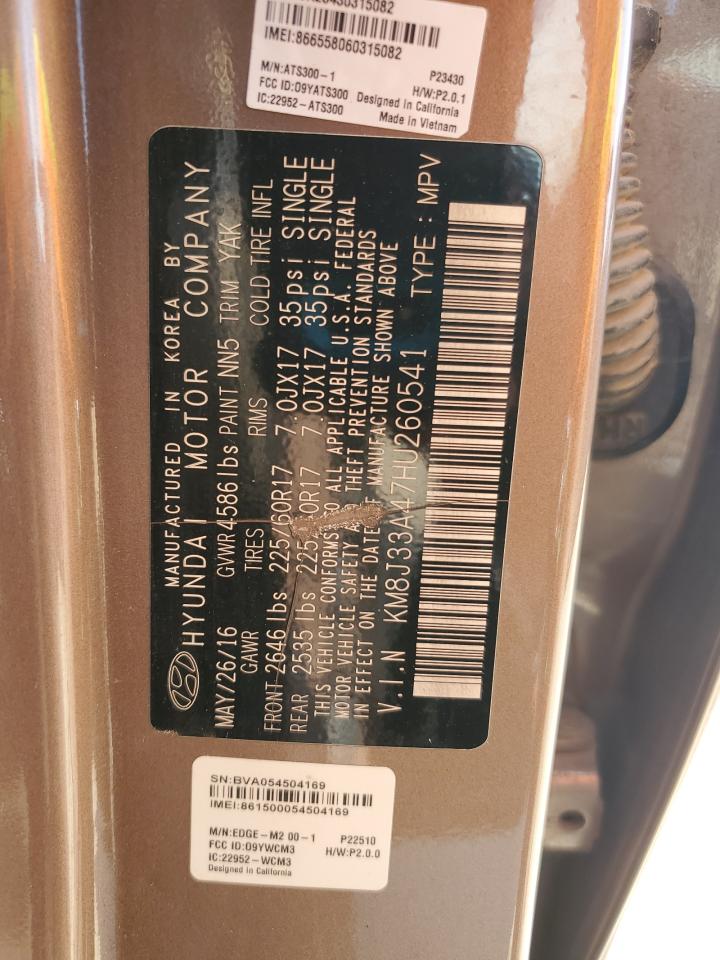 IMEI:866558060315082
M/N:ATS300-1 P23430
FCC ID:O9YATS300 H/W:P2.0.1
IC:22952-ATS300 Designed in California
Made in Vietnam
MANUFACTURED IN KOREA BY
HYUNDAI MOTOR COMPANY
MAY/26/16 GVWR 4586 lbs PAINT NN5 TRIM YAK
GAWR TIRES RIMS COLD TIRE INFL
FRONT 2646 lbs 225/60R17 7.0JX17 35psi SINGLE
REAR 2535 lbs 225/60R17 7.0JX17 35psi SINGLE
THIS VEHICLE CONFORMS TO ALL APPLICABLE U.S.A. FEDERAL
MOTOR VEHICLE SAFETY AND THEFT PREVENTION STANDARDS
IN EFFECT ON THE DATE OF MANUFACTURE SHOWN ABOVE
V.I.N KM8J33A47HU260541 TYPE : MPV
SN:BVA054504169
IMEI:861500054504169
M/N:EDGE-M2 00-1 P22510
FCC ID:O9YWCM3 H/W:P2.0.0
IC:22952-WCM3
Designed in California